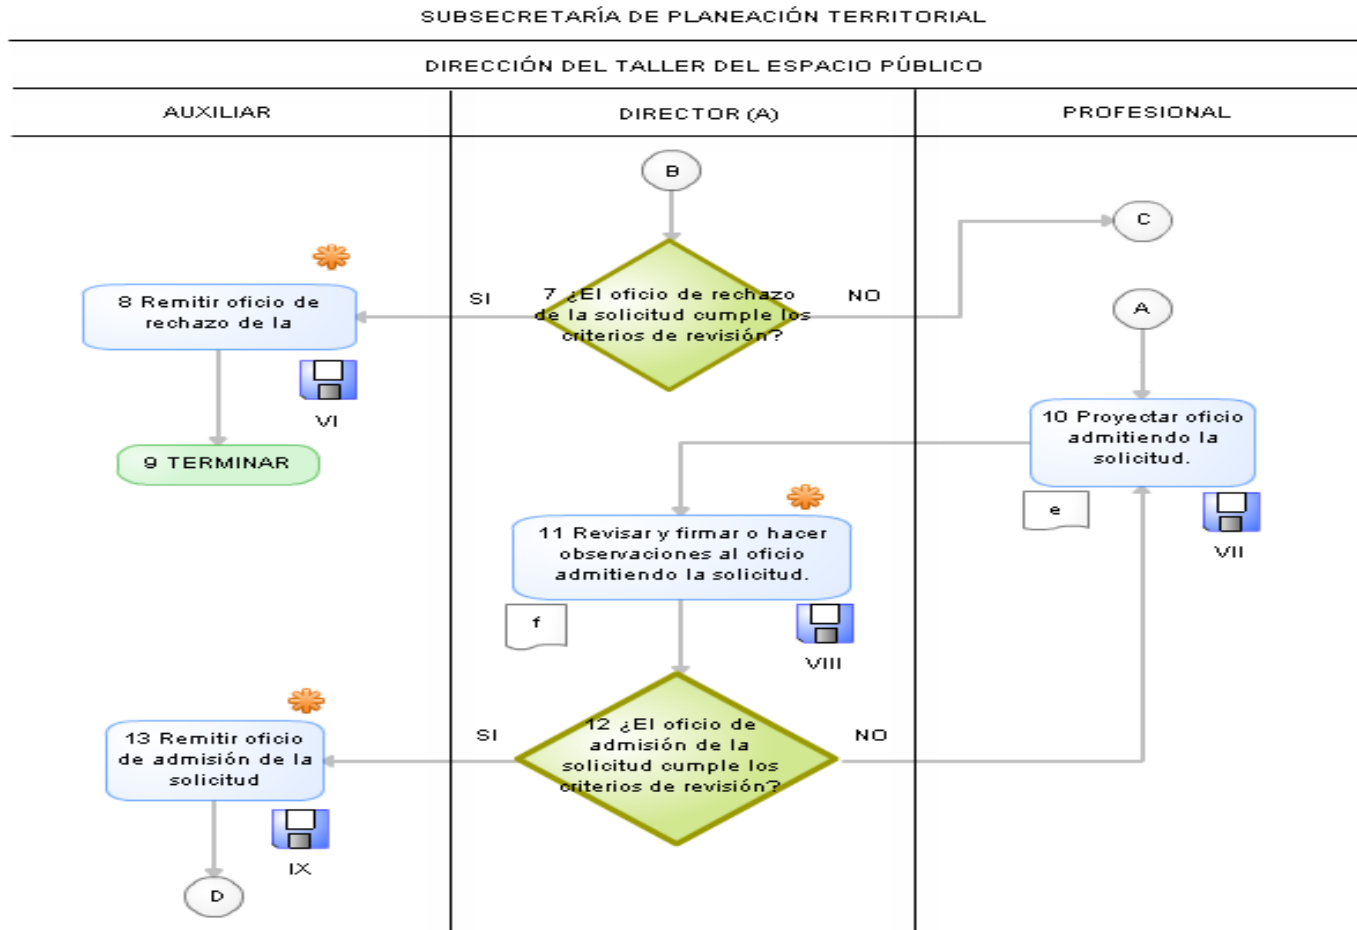 SUBSECRETARÍA DE PLANEACIÓN TERRITORIAL
DIRECCIÓN DEL TALLER DEL ESPACIO PÚBLICO
AUXILIAR
DIRECTOR (A)
PROFESIONAL
B
C
8 Remitir oficio de
rechazo de la
SI
7 ¿El oficio de rechazo
de la solicitud cumple los
criterios de revisión?
NO
A
VI
9 TERMINAR
10 Proyectar oficio
admitiendo la
solicitud.
e
VII
11 Revisar y firmar o hacer
observaciones al oficio
admitiendo la solicitud.
f
VIII
13 Remitir oficio
de admisión de la
solicitud
SI
12 ¿El oficio de
admisión de la
solicitud cumple los
criterios de revisión?
NO
IX
D